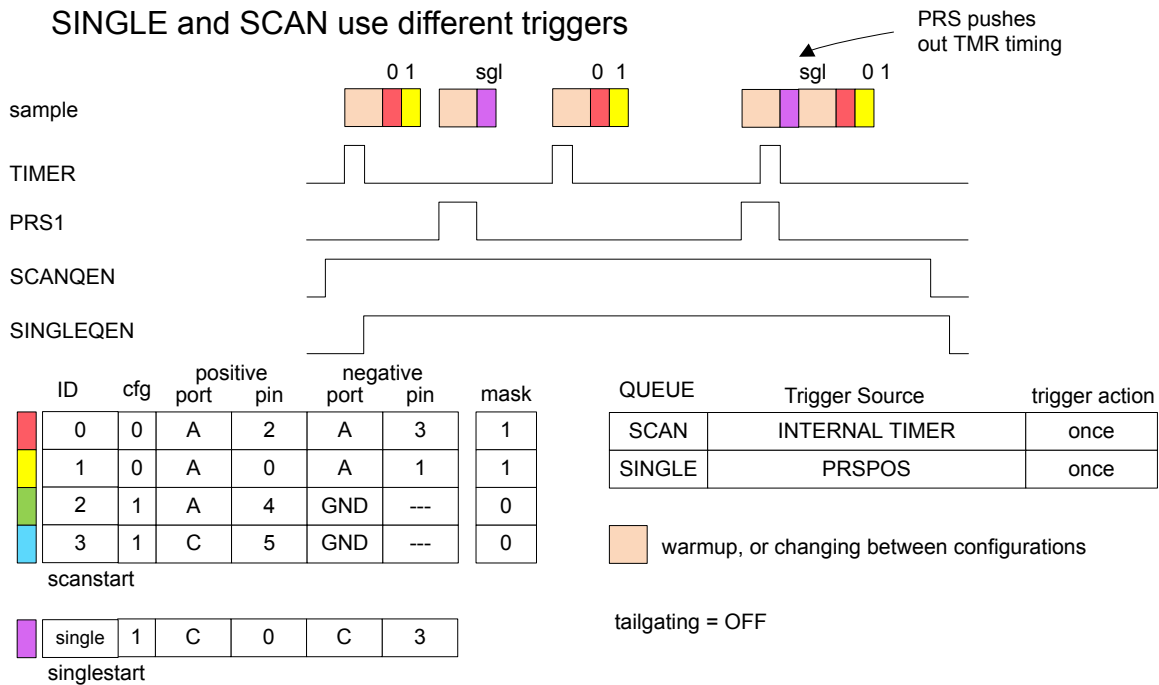 SINGLE and SCAN use different triggers
PRS pushes
out TMR timing
0 1 sgl 0 1 sgl 0 1
sample
TIMER
PRS1
SCANQEN
SINGLEQEN
positive negative
ID cfg port pin port pin mask
0 0 A 2 A 3 1
1 0 A 0 A 1 1
2 1 A 4 GND --- 0
3 1 C 5 GND --- 0
scanstart
single 1 C 0 C 3
singlestart
QUEUE Trigger Source trigger action
SCAN INTERNAL TIMER once
SINGLE PRSPOS once
warmup, or changing between configurations
tailgating = OFF